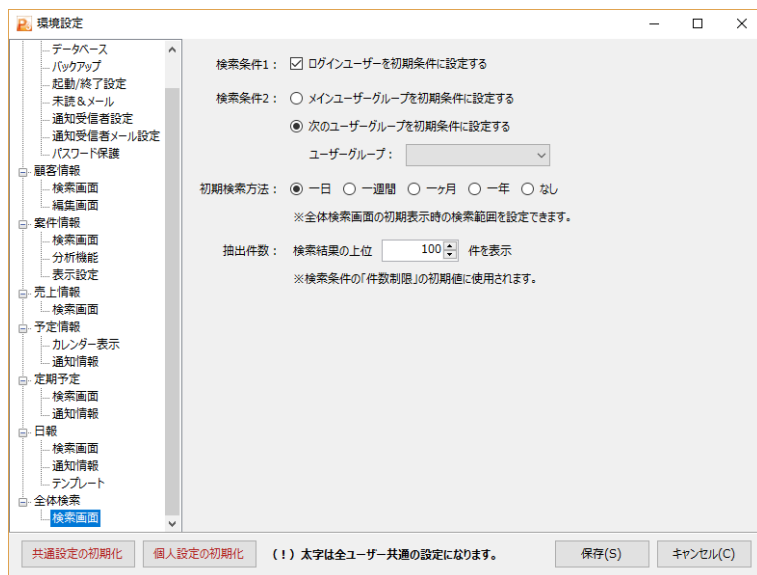 環境設定
データベース
バックアップ
起動/終了設定
未読＆メール
通知受信者設定
通知受信者メール設定
パスワード保護
顧客情報
検索画面
編集画面
案件情報
検索画面
分析機能
表示設定
売上情報
検索画面
予定情報
カレンダー表示
通知情報
定期予定
検索画面
通知情報
日報
検索画面
通知情報
テンプレート
全体検索
検索画面
検索条件1： ログインユーザーを初期条件に設定する
検索条件2： メインユーザーグループを初期条件に設定する
次のユーザーグループを初期条件に設定する
ユーザーグループ：
初期検索方法： 一日 一週間 一ヶ月 一年 なし
※全体検索画面の初期表示時の検索範囲を設定できます。
抽出件数： 検索結果の上位 100 件を表示
※検索条件の「件数制限」の初期値に使用されます。
共通設定の初期化 個人設定の初期化 (！) 太字は全ユーザー共通の設定になります。 保存(S) キャンセル(C)